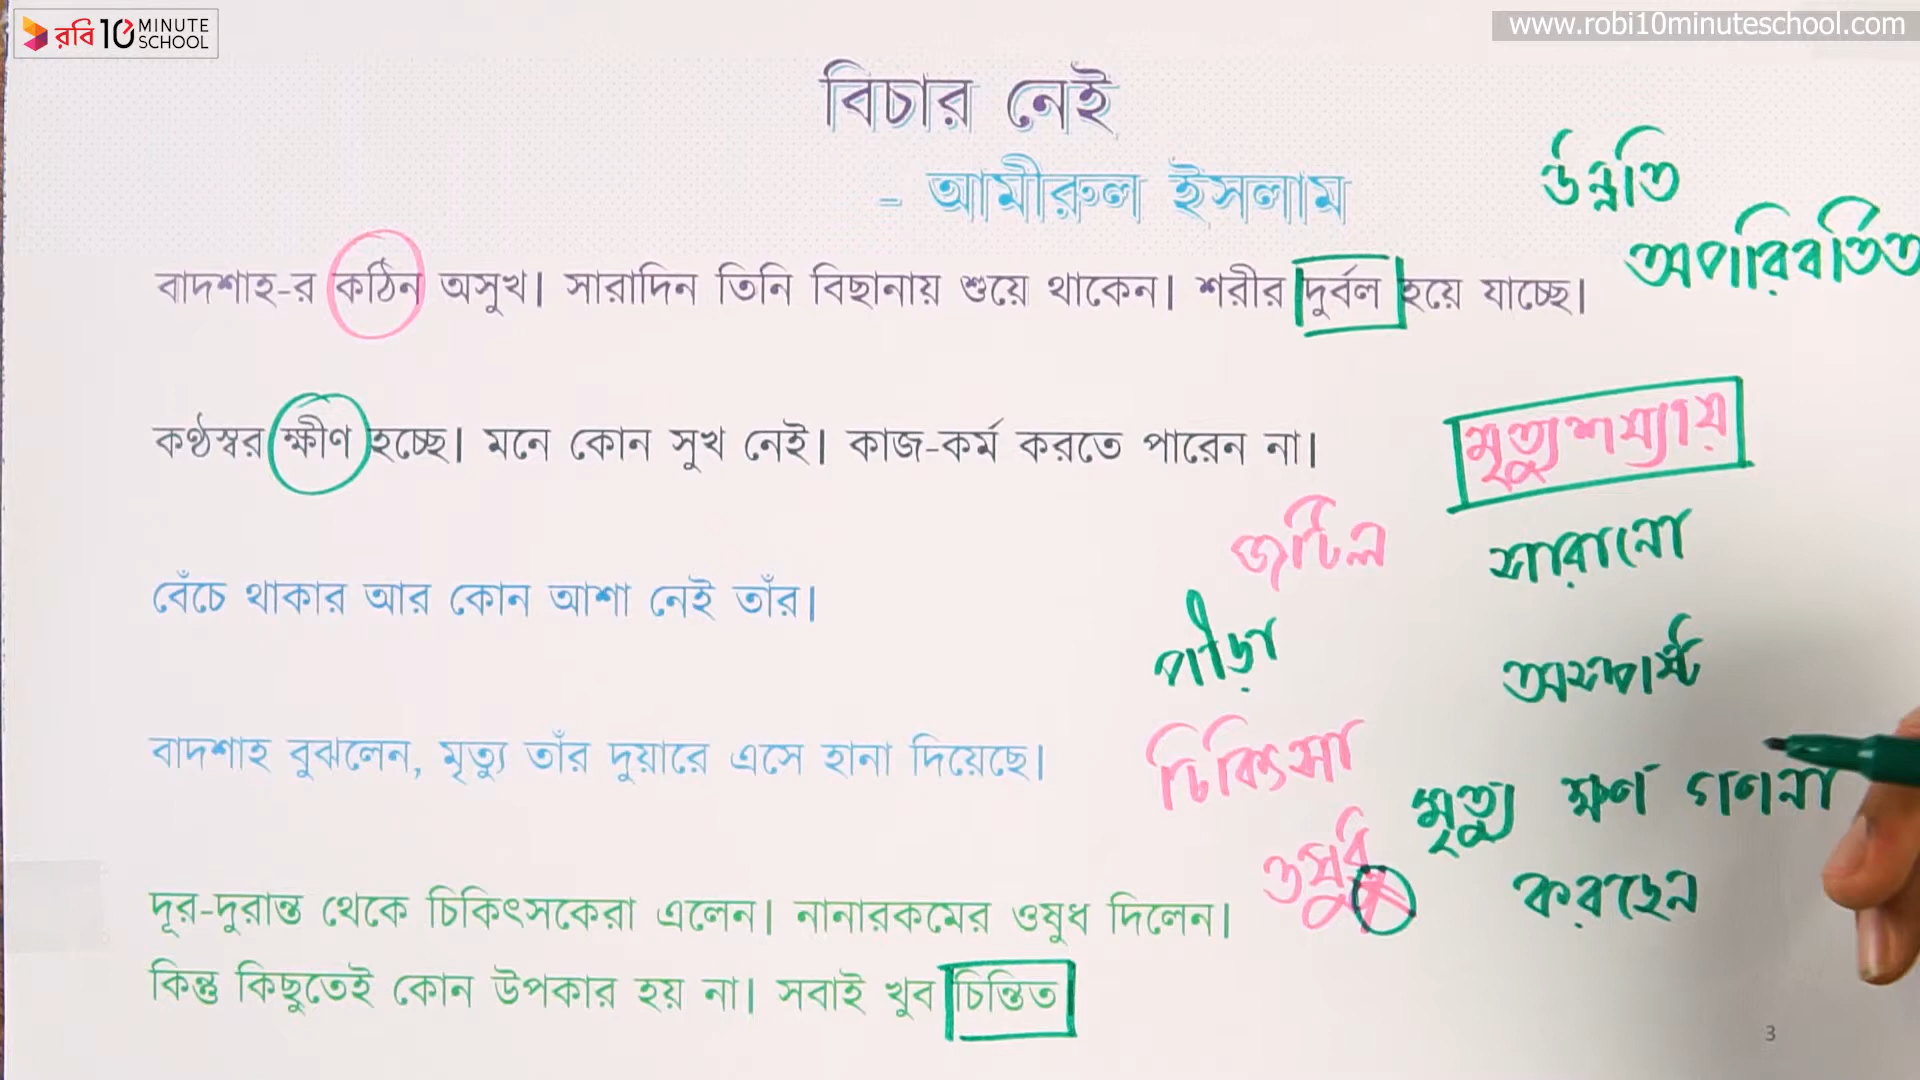 রবি 10 MINUTE SCHOOL
www.robi10minuteschool.com
বিচার নেই
- আমীরুল ইসলাম
উন্নতি
অপরিবর্তিত
বাদশাহ-র কঠিন অসুখ। সারাদিন তিনি বিছানায় শুয়ে থাকেন। শরীর দুর্বল হয়ে যাচ্ছে।
কণ্ঠস্বর ক্ষীণ হচ্ছে। মনে কোন সুখ নেই। কাজ-কর্ম করতে পারেন না।
মৃত্যুশয্যায়
জটিল
সারানো
বেঁচে থাকার আর কোন আশা নেই তাঁর।
পীড়া
অস্পষ্ট
বাদশাহ বুঝলেন, মৃত্যু তাঁর দুয়ারে এসে হানা দিয়েছে।
চিকিৎসা
মৃত্যু ক্ষণ গণনা
করছেন
দূর-দুরান্ত থেকে চিকিৎসকেরা এলেন। নানারকমের ওষুধ দিলেন।
কিন্তু কিছুতেই কোন উপকার হয় না। সবাই খুব চিন্তিত
3